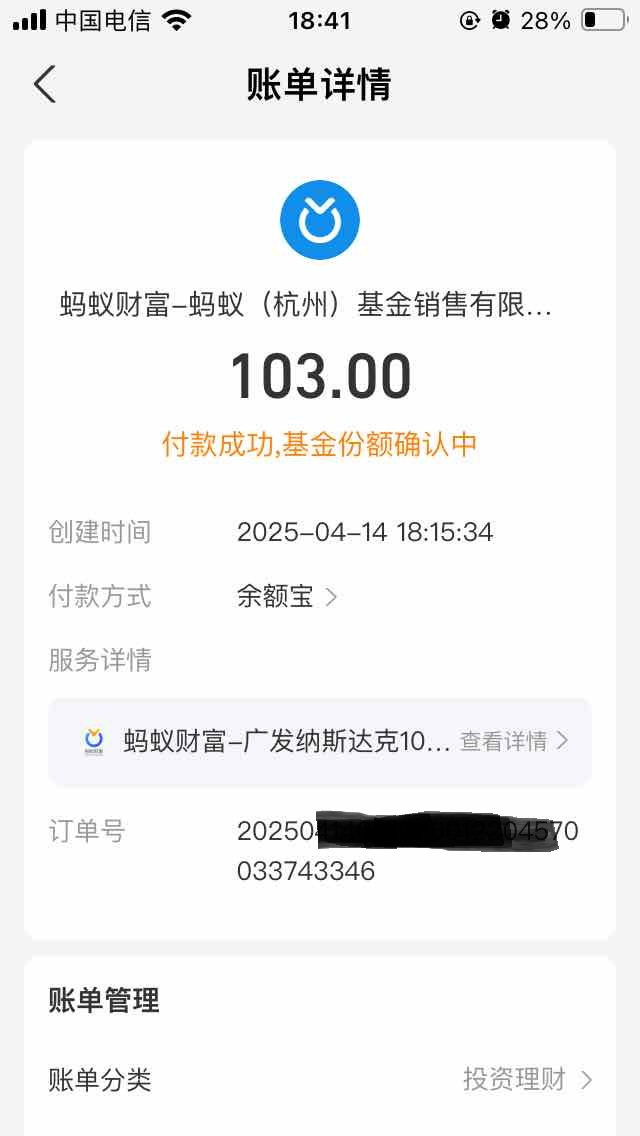 中国电信
18:41
28%
账单详情
蚂蚁财富-蚂蚁（杭州）基金销售有限...
103.00
付款成功,基金份额确认中
创建时间 2025-04-14 18:15:34
付款方式 余额宝
服务详情
蚂蚁财富-广发纳斯达克10... 查看详情
订单号 20250
033743346
账单管理
账单分类 投资理财